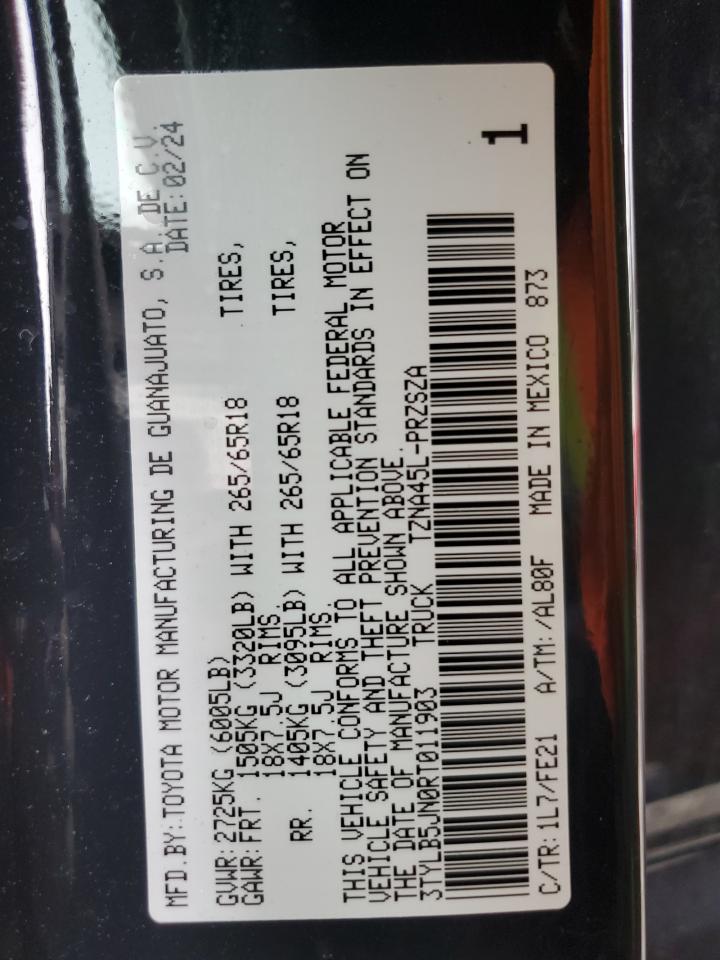 MFD.BY:TOYOTA MOTOR MANUFACTURING DE GUANAJUATO, S.A. DE C.V.
DATE:02/24
GVWR:2725KG (6005LB)
GAWR:FRT. 1505KG (3320LB) WITH 265/65R18 TIRES,
18X7.5J RIMS.
RR. 1405KG (3095LB) WITH 265/65R18 TIRES,
18X7.5J RIMS.
THIS VEHICLE CONFORMS TO ALL APPLICABLE FEDERAL MOTOR
VEHICLE SAFETY AND THEFT PREVENTION STANDARDS IN EFFECT ON
THE DATE OF MANUFACTURE SHOWN ABOVE.
3TYLB5JN0RT011903 TRUCK TZNA45L-PRZSZA
1
C/TR:1L7/FE21 A/TM:/AL80F MADE IN MEXICO 873